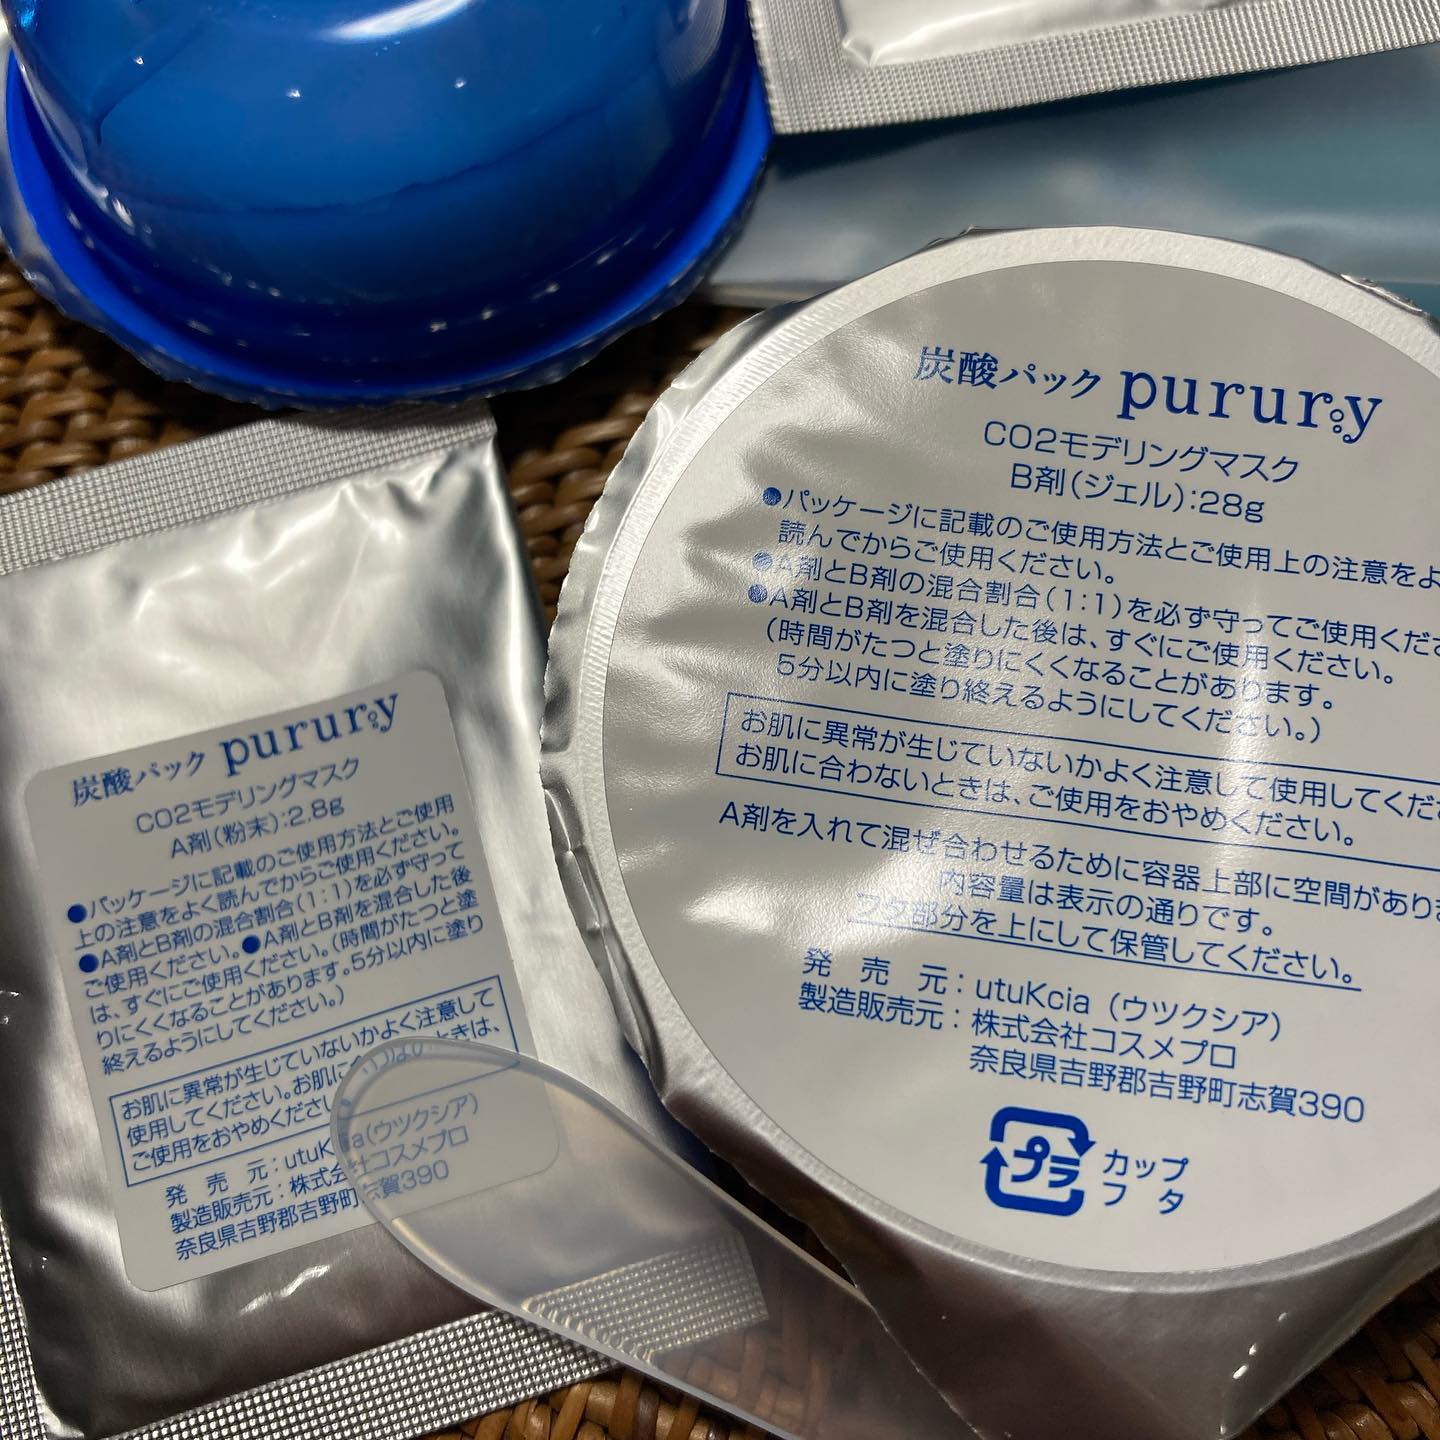 炭酸パック purury
CO2モデリングマスク
B剤（ジェル）：28g
●パッケージに記載のご使用方法とご使用上の注意をよ
読んでからご使用ください。
●A剤とB剤の混合割合（1：1）を必ず守ってご使用くださ
●A剤とB剤を混合した後は、すぐにご使用ください。
（時間がたつと塗りにくくなることがあります。
5分以内に塗り終えるようにしてください。）
お肌に異常が生じていないかよく注意して使用してくださ
お肌に合わないときは、ご使用をおやめください。
A剤を入れて混ぜ合わせるために容器上部に空間があり
内容量は表示の通りです。
フタ部分を上にして保管してください。
発売元：utuKcia（ウツクシア）
製造販売元：株式会社コスメプロ
奈良県吉野郡吉野町志賀390
プラ
カップ
フタ
炭酸パック purury
CO2モデリングマスク
A剤（粉末）：2.8g
●パッケージに記載のご使用方法とご使用
上の注意をよく読んでからご使用ください。
●A剤とB剤の混合割合（1：1）を必ず守って
ご使用ください。●A剤とB剤を混合した後
は、すぐにご使用ください。（時間がたつと塗
りにくくなることがあります。5分以内に塗り
終えるようにしてください。）
お肌に異常が生じていないかよく注意して
使用してください。お肌に ときは、
ご使用をおやめくださ
発売元：utuKcia（ウツクシア）
製造販売元：株式会社コスメプロ
奈良県吉野郡吉野町志賀390